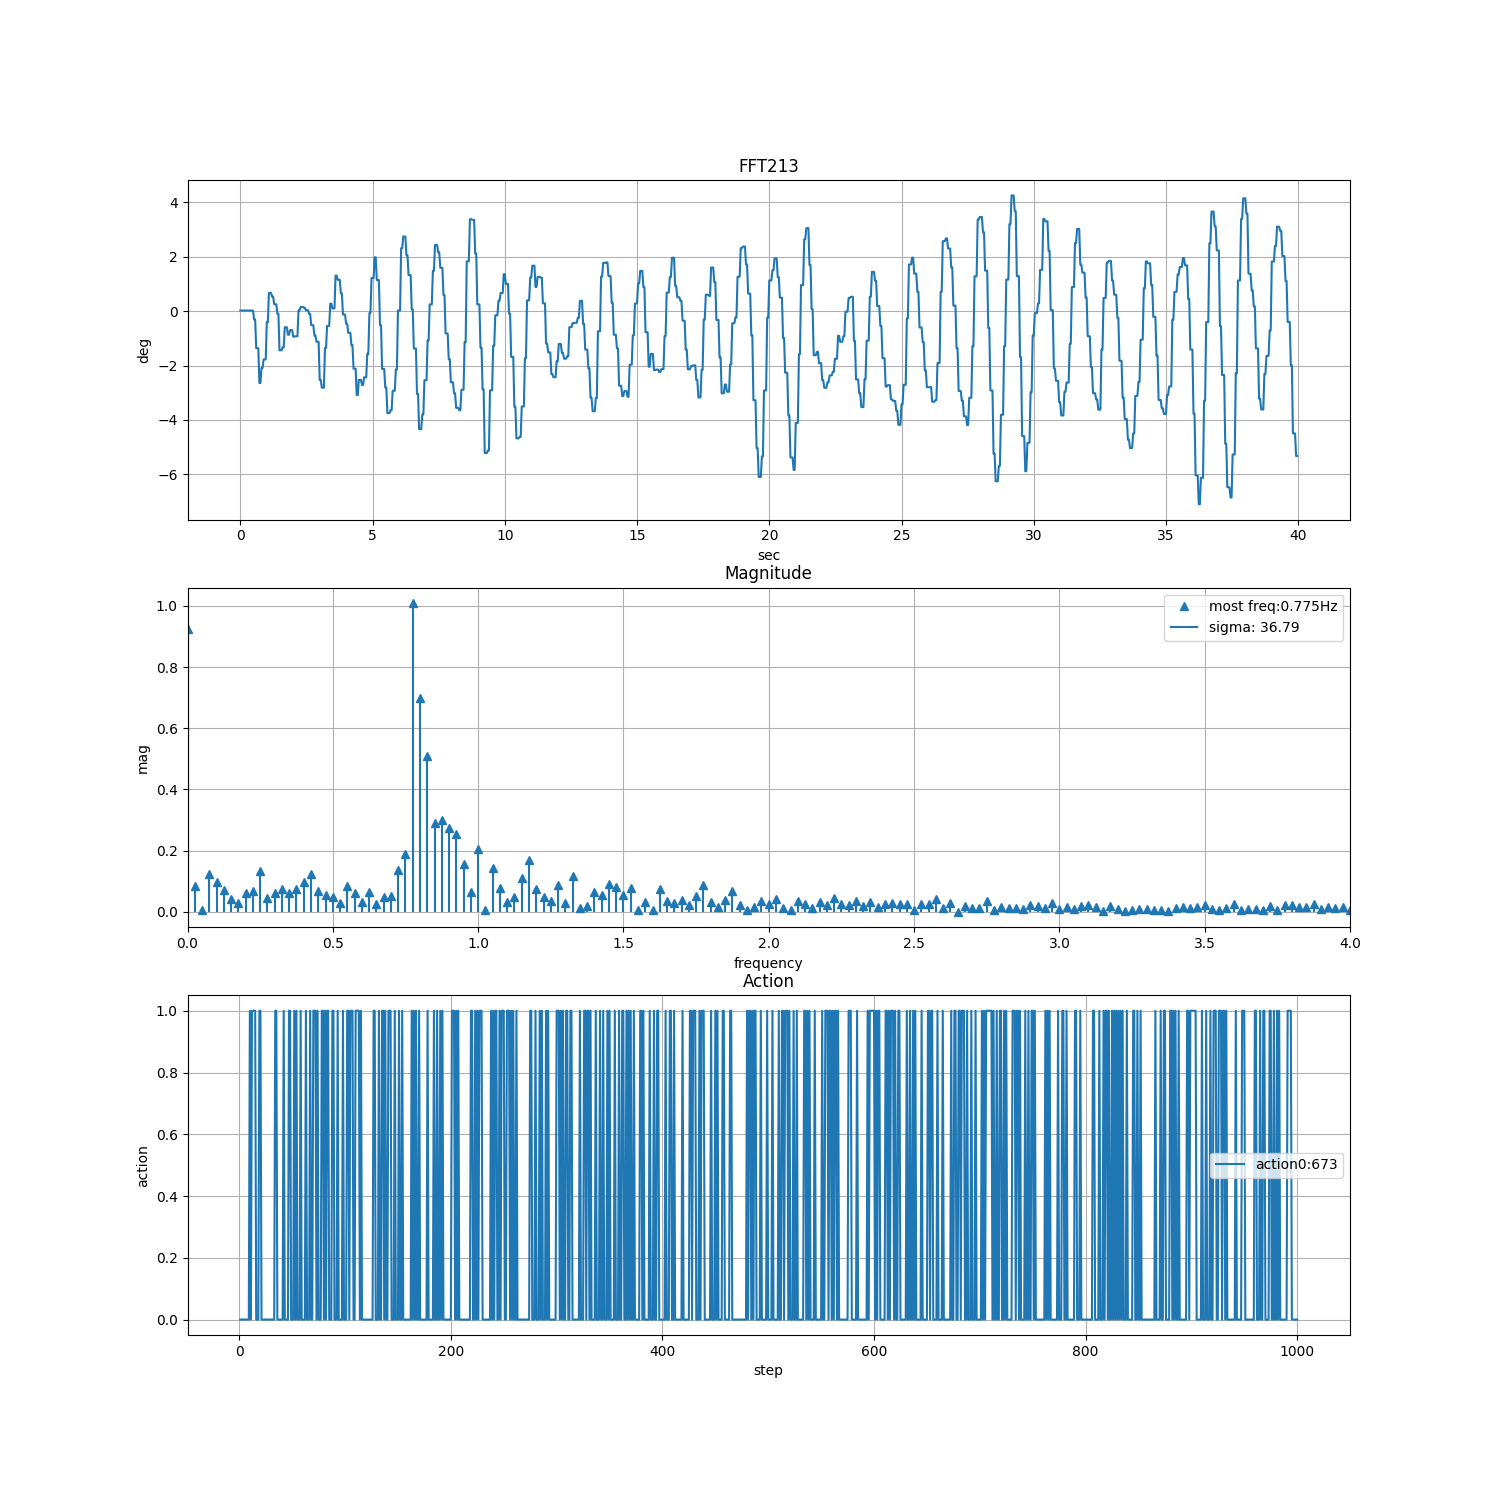 FFT213
4
2
0
−2
−4
−6
deg
0 5 10 15 20 25 30 35 40
sec
Magnitude
1.0
0.8
0.6
0.4
0.2
0.0
mag
most freq:0.775Hz
sigma: 36.79
0.0 0.5 1.0 1.5 2.0 2.5 3.0 3.5 4.0
frequency
Action
1.0
0.8
0.6
0.4
0.2
0.0
action
action0:673
0 200 400 600 800 1000
step